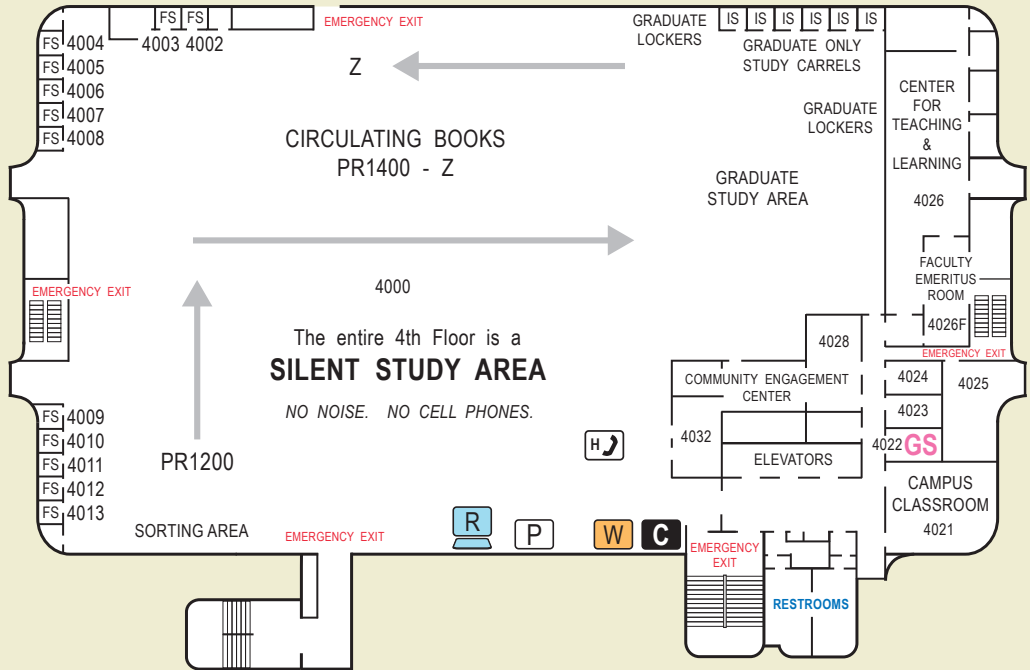 FS FS
4003 4002
EMERGENCY EXIT
GRADUATE
LOCKERS
IS IS IS IS IS IS
GRADUATE ONLY
STUDY CARRELS
FS 4004
FS 4005
FS 4006
FS 4007
FS 4008
Z
CIRCULATING BOOKS
PR1400 - Z
GRADUATE
LOCKERS
GRADUATE
STUDY AREA
CENTER
FOR
TEACHING
&
LEARNING
4026
FACULTY
EMERITUS
ROOM
4026F
EMERGENCY EXIT
EMERGENCY EXIT
4000
The entire 4th Floor is a
SILENT STUDY AREA
NO NOISE. NO CELL PHONES.
4028
COMMUNITY ENGAGEMENT
CENTER
4032
ELEVATORS
4024
4025
4023
4022 GS
CAMPUS
CLASSROOM
4021
FS 4009
FS 4010
FS 4011
FS 4012
FS 4013
PR1200
SORTING AREA
EMERGENCY EXIT
H
R
P
W
C
EMERGENCY
EXIT
RESTROOMS